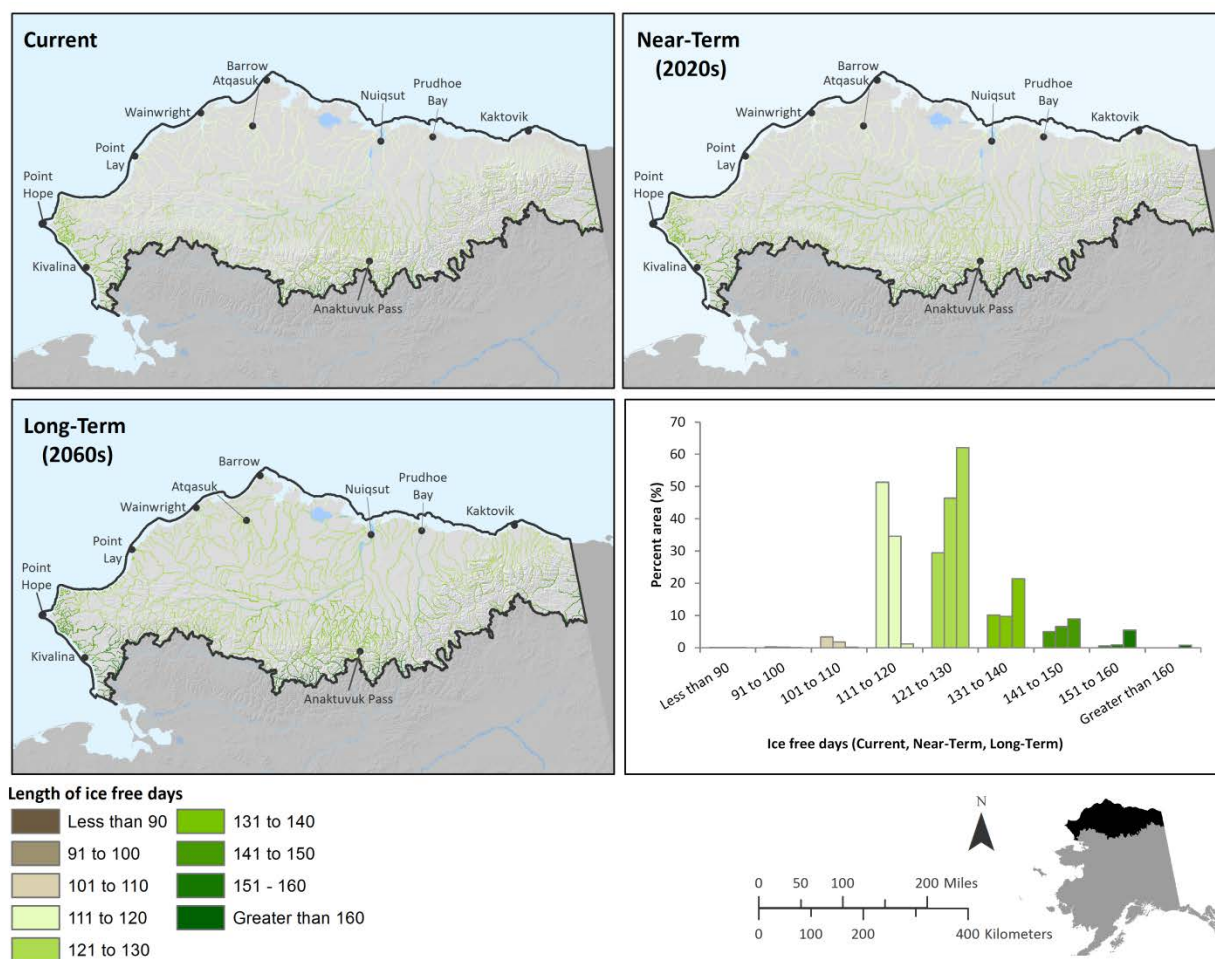 Current
Barrow
Atqasuk
Wainwright
Nuiqsut
Prudhoe
Bay
Kaktovik
Point
Lay
Point
Hope
Kivalina
Anaktuvuk Pass
Near-Term
(2020s)
Barrow
Atqasuk
Wainwright
Nuiqsut
Prudhoe
Bay
Kaktovik
Point
Lay
Point
Hope
Kivalina
Anaktuvuk Pass
Long-Term
(2060s)
Barrow
Atqasuk
Wainwright
Nuiqsut
Prudhoe
Bay
Kaktovik
Point
Lay
Point
Hope
Kivalina
Anaktuvuk Pass
Percent area (%)
70
60
50
40
30
20
10
0
Less than 90
91 to 100
101 to 110
111 to 120
121 to 130
131 to 140
141 to 150
151 to 160
Greater than 160
Ice free days (Current, Near-Term, Long-Term)
Length of ice free days
Less than 90
91 to 100
101 to 110
111 to 120
121 to 130
131 to 140
141 to 150
151 - 160
Greater than 160
N
0 50 100 200 Miles
0 100 200 400 Kilometers